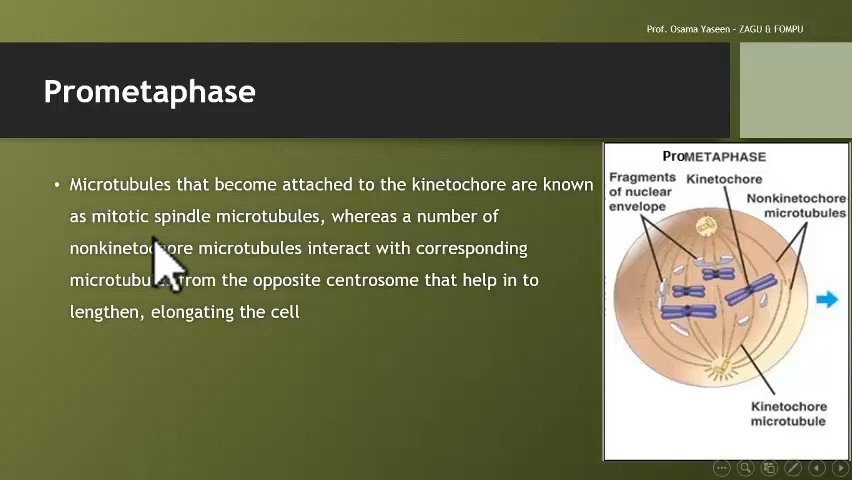 Prof. Osama Yaseen – ZAGU & FOMPU
Prometaphase
• Microtubules that become attached to the kinetochore are known
as mitotic spindle microtubules, whereas a number of
nonkinetochore microtubules interact with corresponding
from the opposite centrosome that help in to
lengthen, elongating the cell
ProMETAPHASE
Fragments
of nuclear
envelope
Kinetochore
Nonkinetochore
microtubules
Kinetochore
microtubule